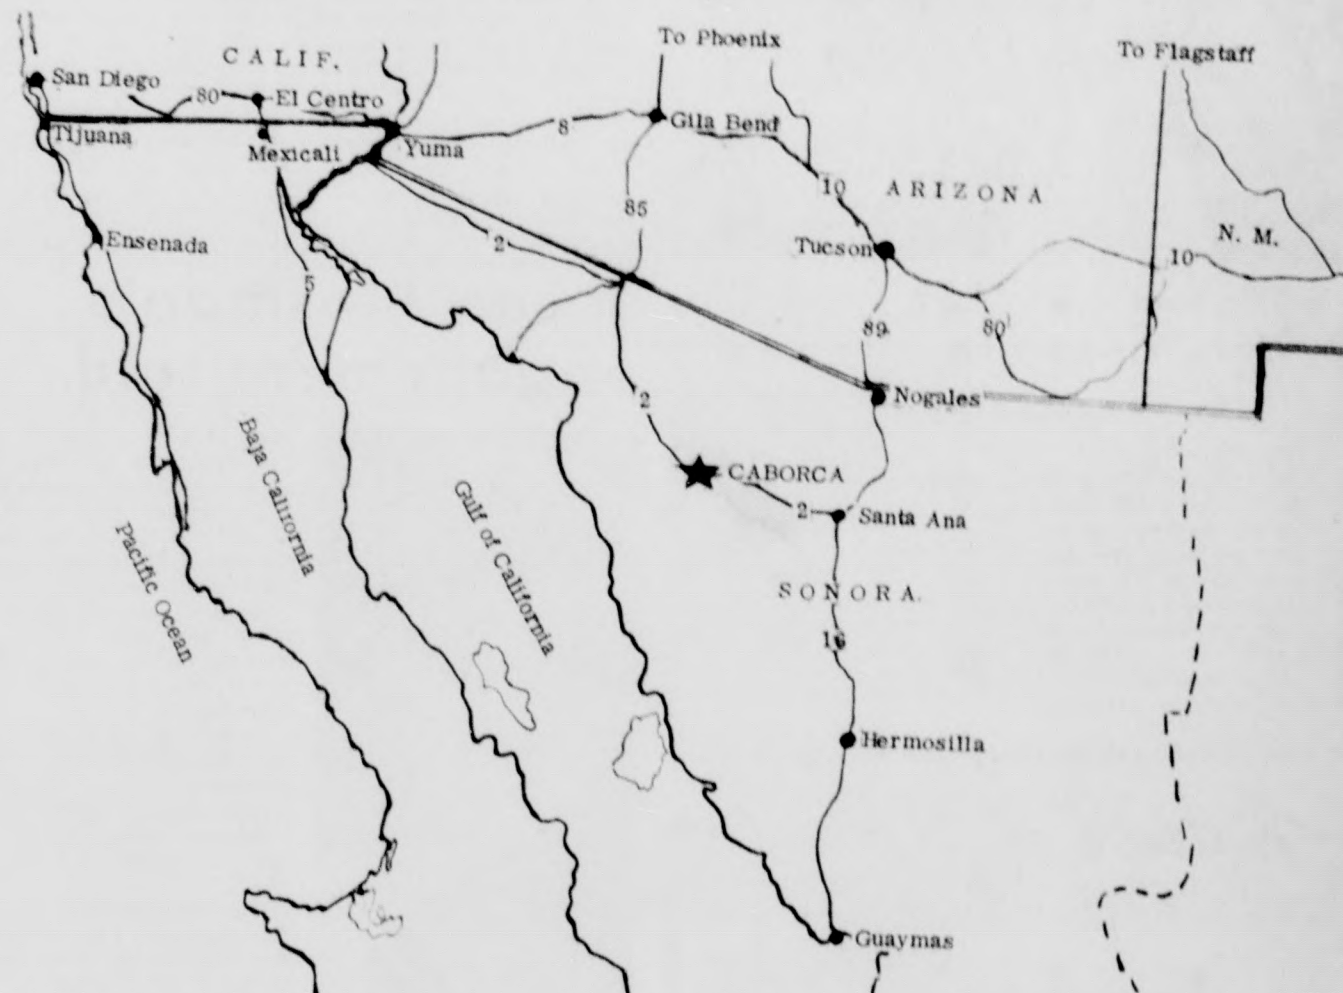 To Phoenix
To Flagstaff
CALIF.
San Diego
80
El Centro
Tijuana
Mexicali
Yuma
8
Gila Bend
10
ARIZONA
85
Tucson
N. M.
10
Ensenada
2
5
89
80
Nogales
2
CABORCA
2
Santa Ana
Baja California
Gulf of California
Pacific Ocean
SONORA.
16
Hermosilla
Guaymas